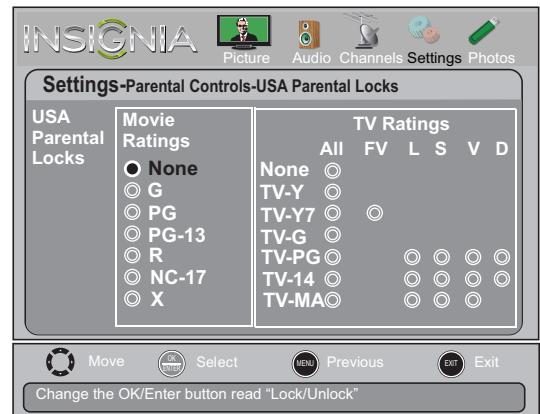 INSIGNIA
Picture Audio Channels Settings Photos
Settings-Parental Controls-USA Parental Locks
USA
Parental
Locks
Movie
Ratings
None
G
PG
PG-13
R
NC-17
X
TV Ratings
All FV L S V D
None
TV-Y
TV-Y7
TV-G
TV-PG
TV-14
TV-MA
Move
OK
ENTER
Select
MENU
Previous
EXIT
Exit
Change the OK/Enter button read “Lock/Unlock”